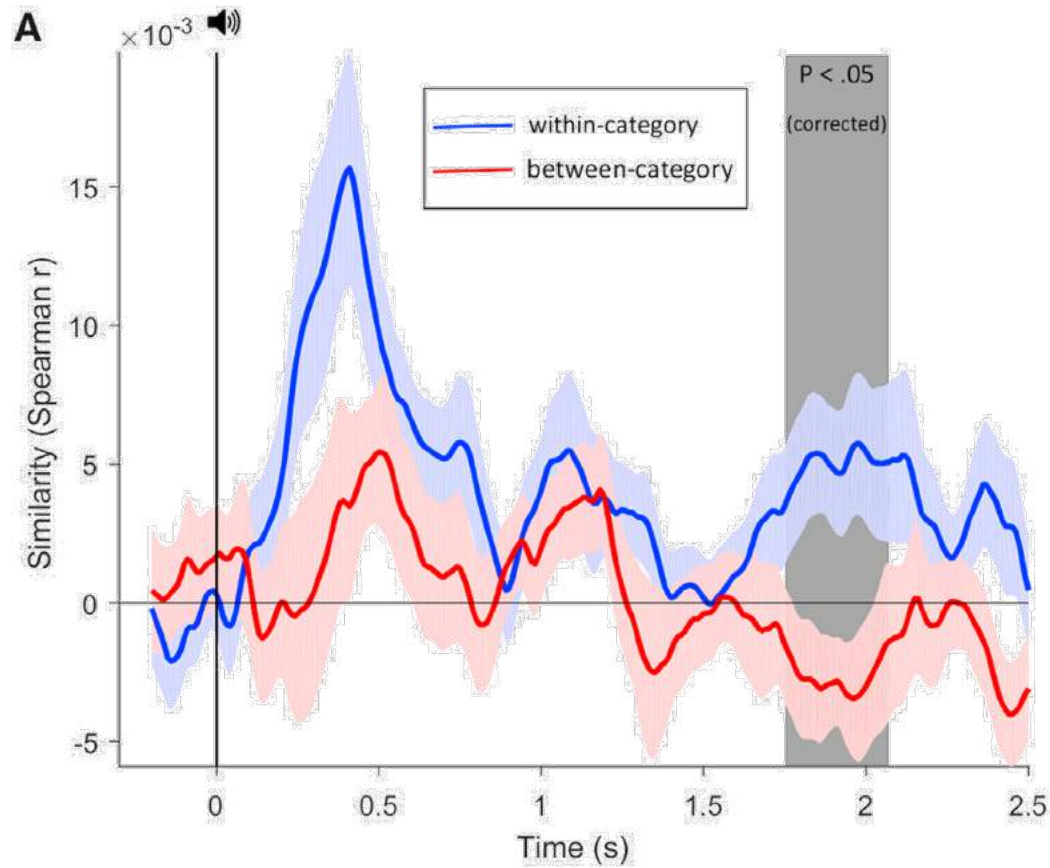 A
×10-3
P < .05
(corrected)
within-category
between-category
15
10
5
0
-5
Similarity (Spearman r)
0
0.5
1
1.5
2
2.5
Time (s)